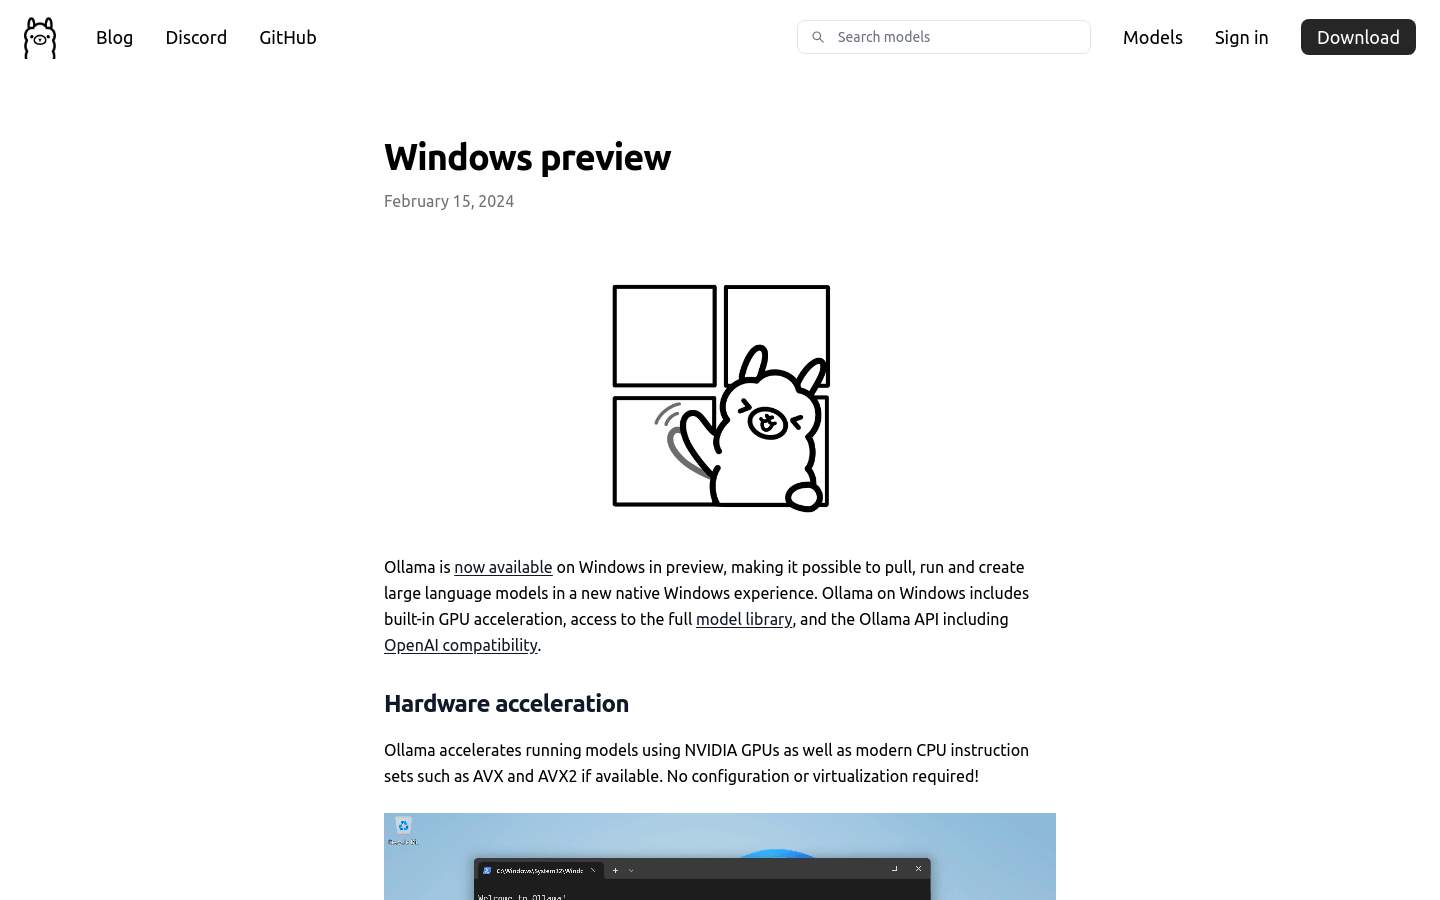 Blog
Discord
GitHub
Search models
Models
Sign in
Download
Windows preview
February 15, 2024
Ollama is now available on Windows in preview, making it possible to pull, run and create
large language models in a new native Windows experience. Ollama on Windows includes
built-in GPU acceleration, access to the full model library, and the Ollama API including
OpenAI compatibility.
Hardware acceleration
Ollama accelerates running models using NVIDIA GPUs as well as modern CPU instruction
sets such as AVX and AVX2 if available. No configuration or virtualization required!
C:\Windows\System32\Windo
Welcome to Ollama!